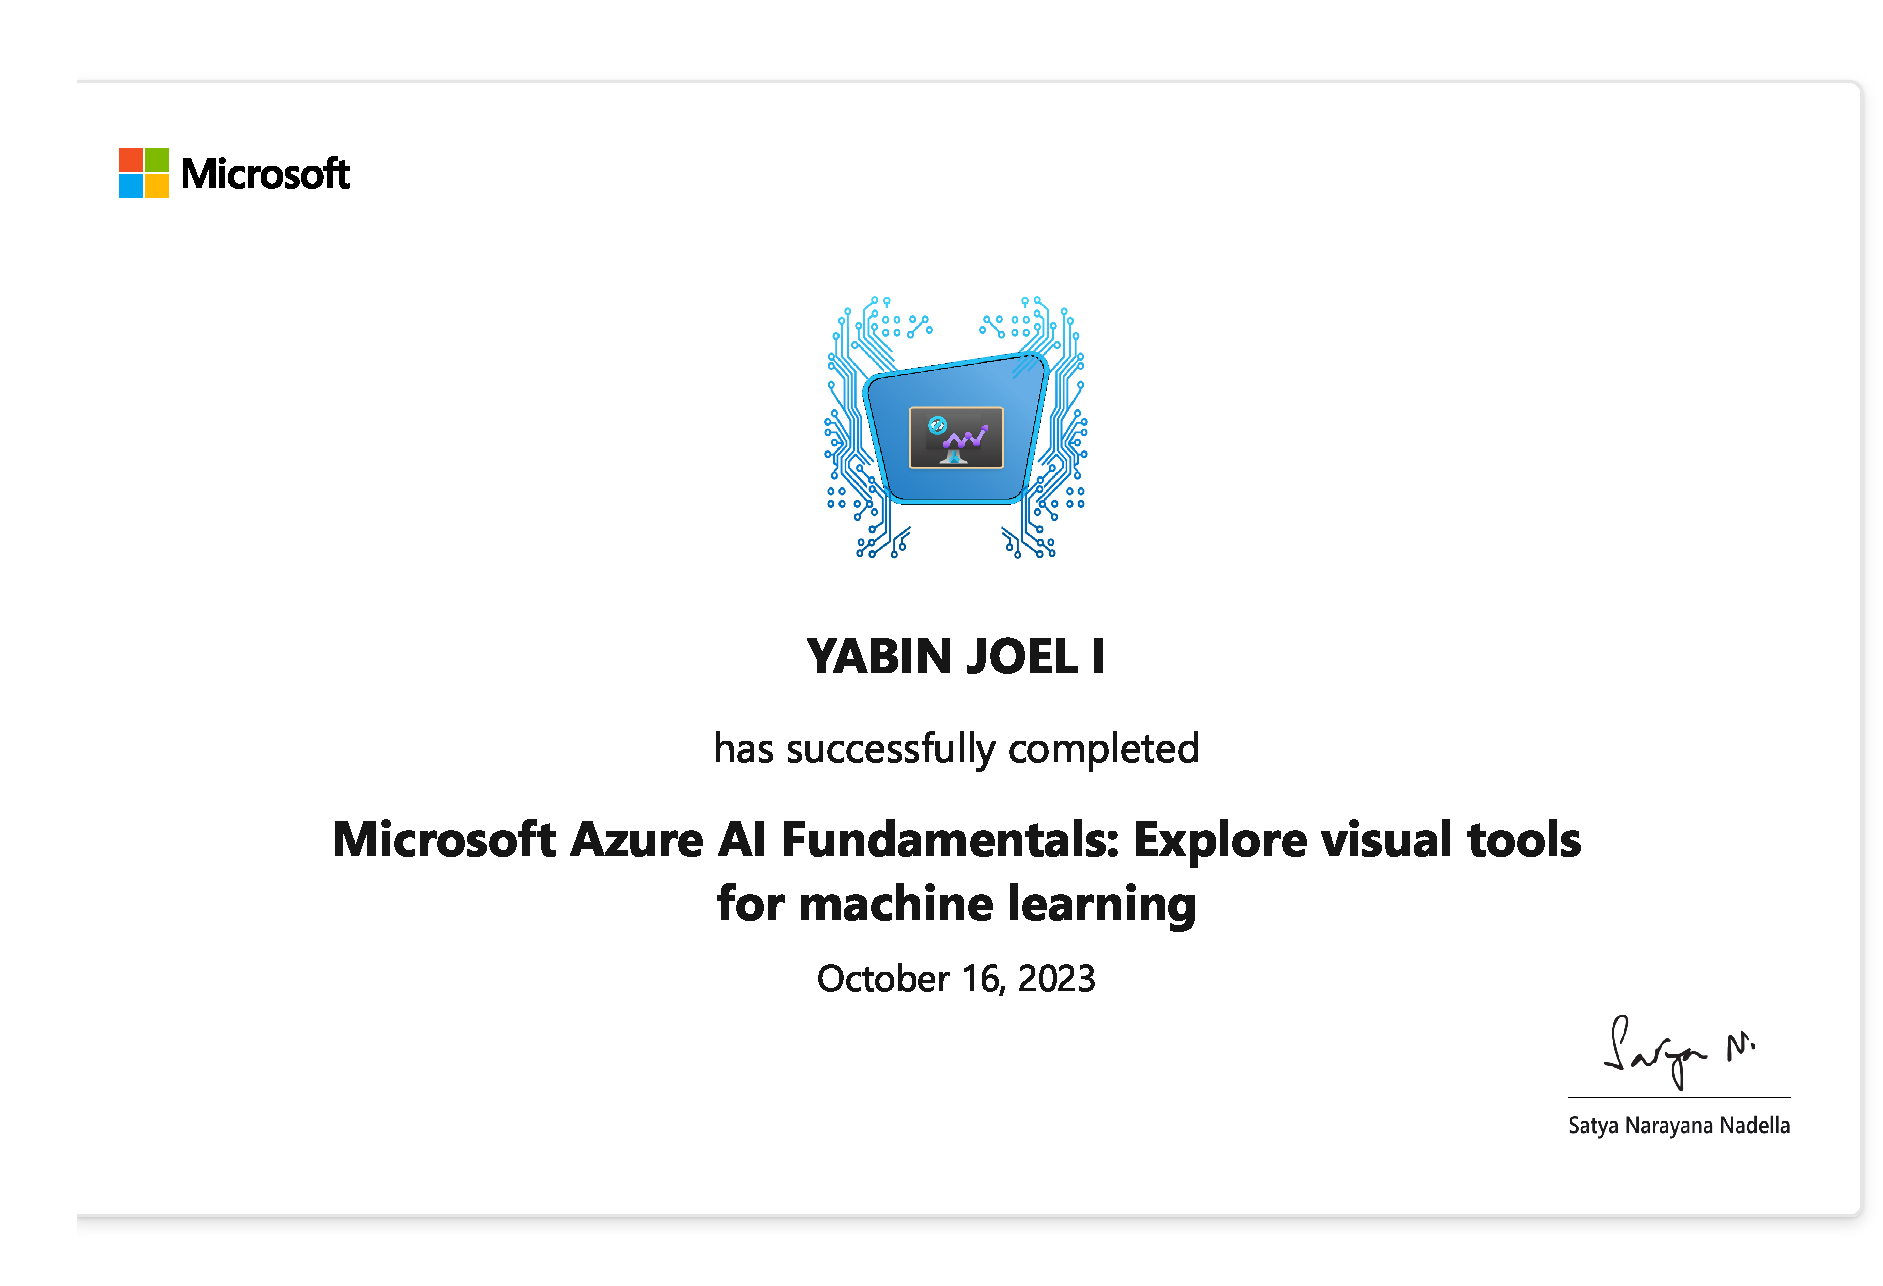 Microsoft
YABIN JOEL I
has successfully completed
Microsoft Azure AI Fundamentals: Explore visual tools
for machine learning
October 16, 2023
Satya N.
Satya Narayana Nadella